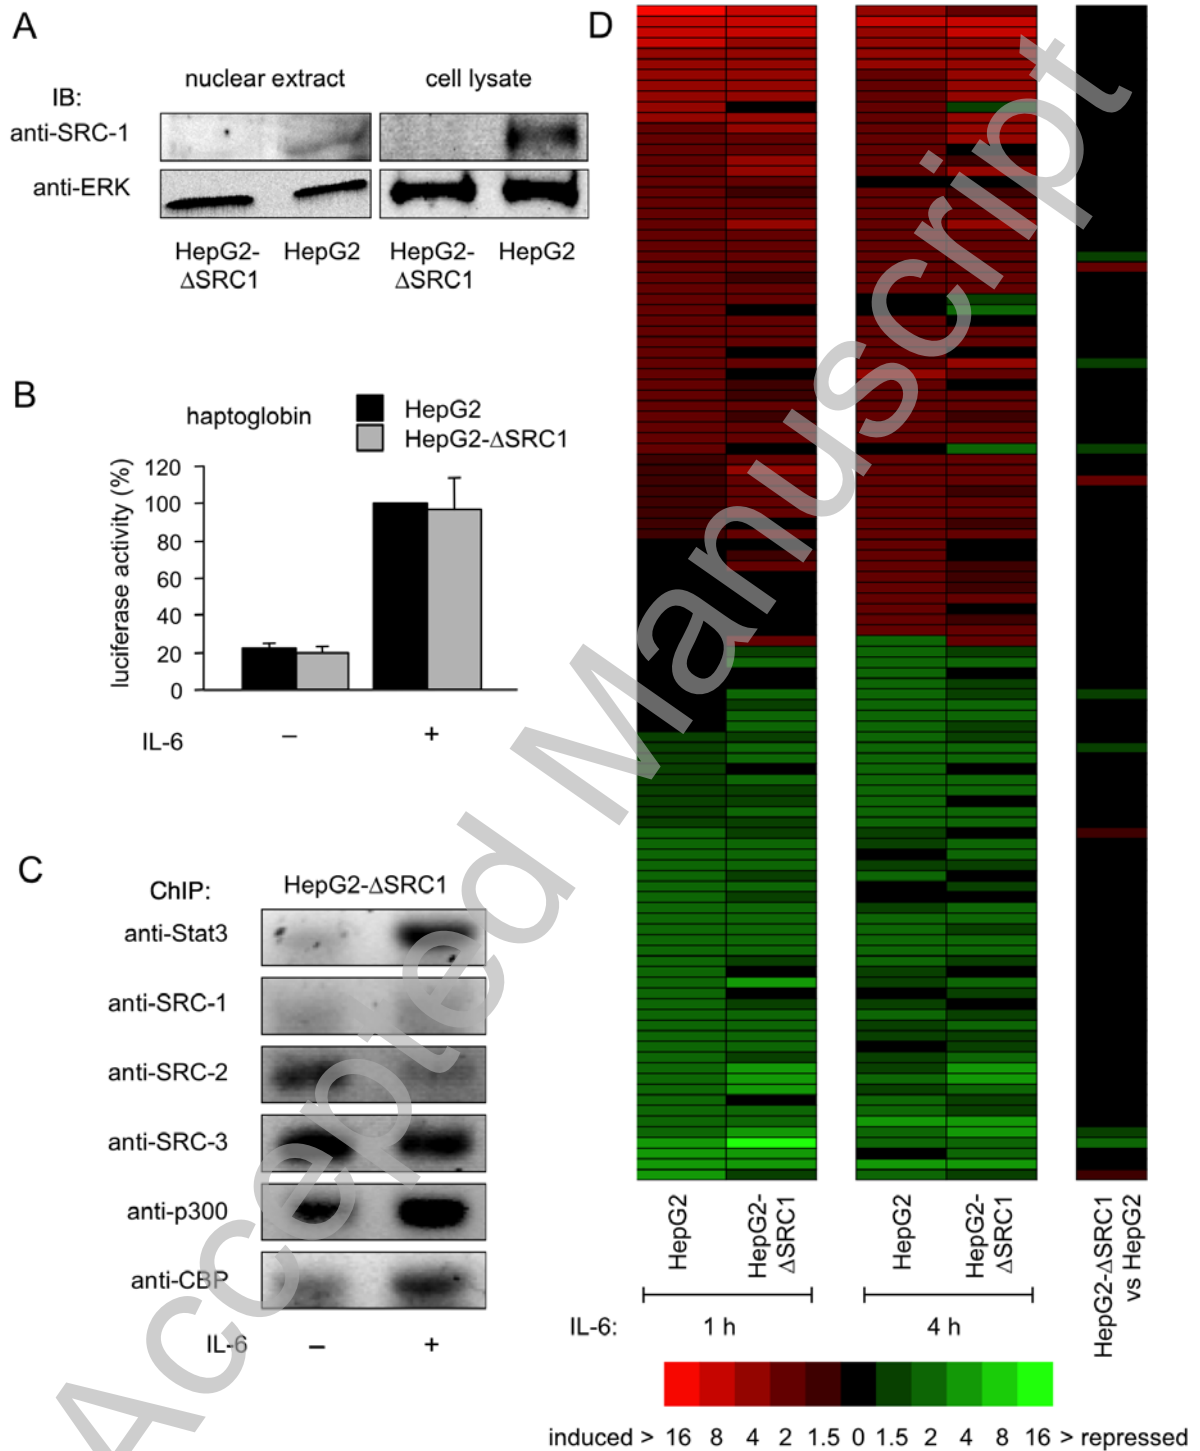 A
nuclear extract cell lysate
IB:
anti-SRC-1
anti-ERK
HepG2-
ΔSRC1
HepG2
HepG2-
ΔSRC1
HepG2
B
haptoglobin
HepG2
HepG2-ΔSRC1
luciferase activity (%)
120
100
80
60
40
20
0
IL-6 – +
C
ChIP:
HepG2-ΔSRC1
anti-Stat3
anti-SRC-1
anti-SRC-2
anti-SRC-3
anti-p300
anti-CBP
IL-6 – +
D
HepG2
HepG2-
ΔSRC1
HepG2
HepG2-
ΔSRC1
HepG2-ΔSRC1
vs HepG2
IL-6: 1 h 4 h
induced > 16 8 4 2 1.5 0 1.5 2 4 8 16 > repressed
Accepted Manuscript